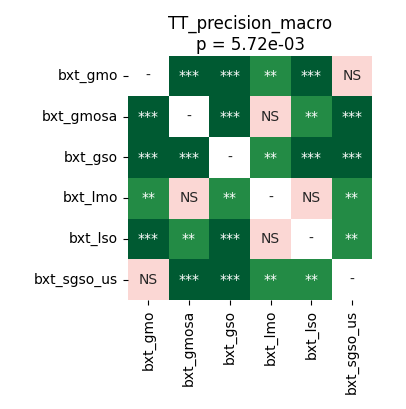 TT_precision_macro
p = 5.72e-03
bxt_gmo - *** *** ** *** NS
bxt_gmosa *** - *** NS ** ***
bxt_gso *** *** - ** *** ***
bxt_lmo ** NS ** - NS **
bxt_lso *** ** *** NS - **
bxt_sgso_us NS *** *** ** ** -
bxt_gmo bxt_gmosa bxt_gso bxt_lmo bxt_lso bxt_sgso_us